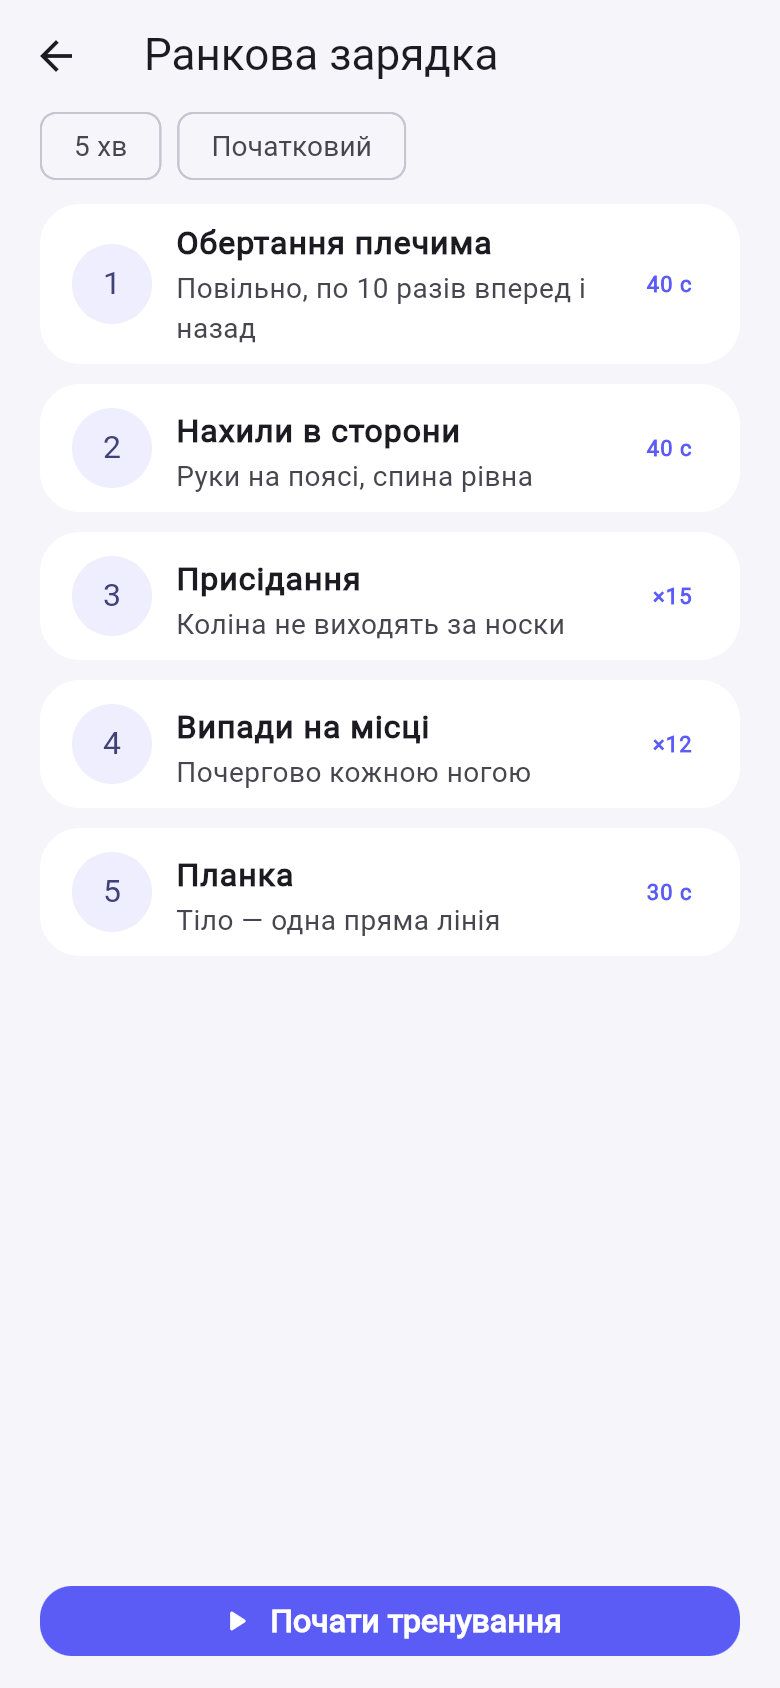 Ранкова зарядка
5 хв
Початковий
1
Обертання плечима
Повільно, по 10 разів вперед і
назад
40 с
2
Нахили в сторони
Руки на поясі, спина рівна
40 с
3
Присідання
Коліна не виходять за носки
×15
4
Випади на місці
Почергово кожною ногою
×12
5
Планка
Тіло — одна пряма лінія
30 с
Почати тренування